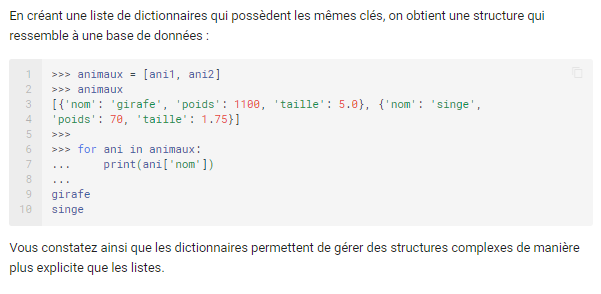 En créant une liste de dictionnaires qui possèdent les mêmes clés, on obtient une structure qui
ressemble à une base de données :
1 >>> animaux = [ani1, ani2]
2 >>> animaux
3 [{'nom': 'girafe', 'poids': 1100, 'taille': 5.0}, {'nom': 'singe',
4 'poids': 70, 'taille': 1.75}]
5 >>>
6 >>> for ani in animaux:
7 ...     print(ani['nom'])
8 ...
9 girafe
10 singe
Vous constatez ainsi que les dictionnaires permettent de gérer des structures complexes de manière
plus explicite que les listes.